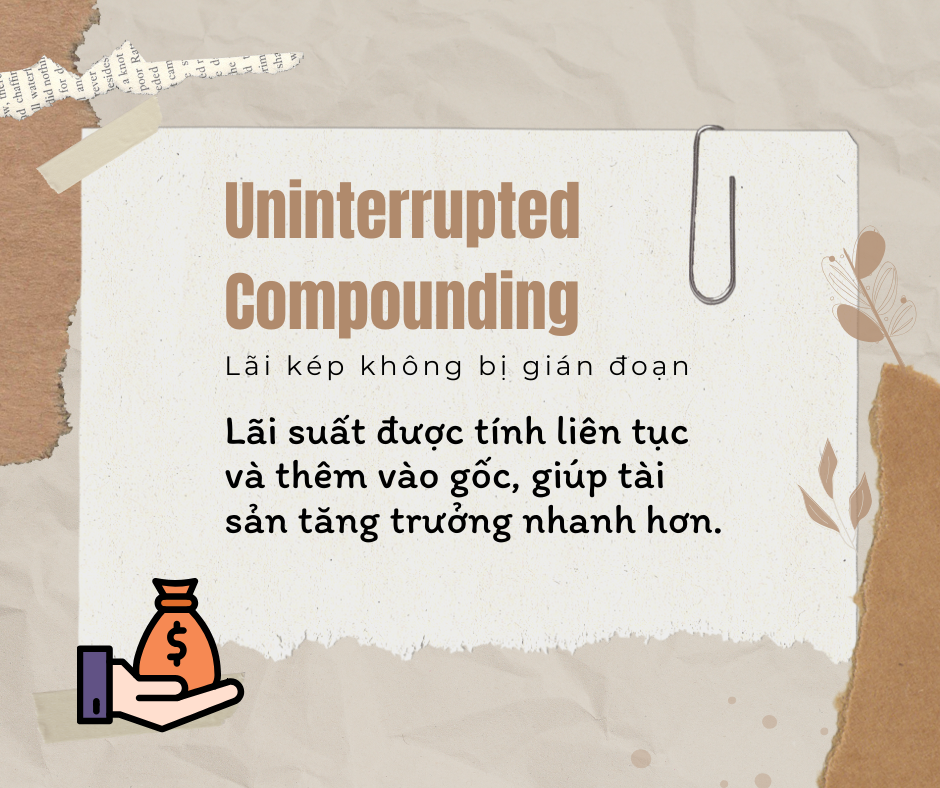 Uninterrupted
Compounding
Lãi kép không bị gián đoạn
Lãi suất được tính liên tục
và thêm vào gốc, giúp tài
sản tăng trưởng nhanh hơn.
$